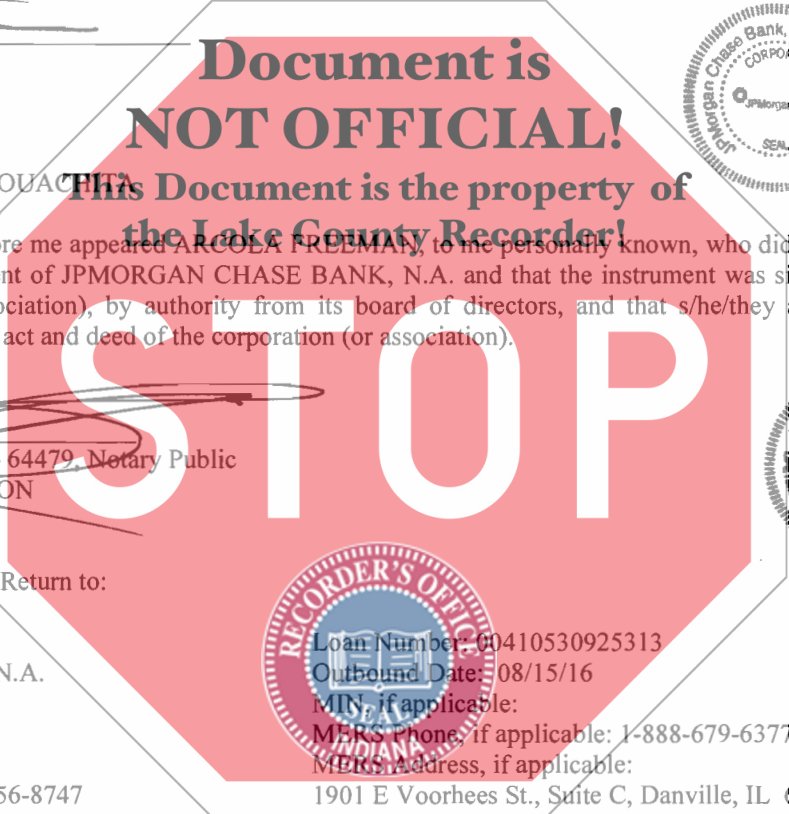 Document is
NOT OFFICIAL!
JPMorgan Chase Bank,
CORPO
JPMorgan
SEAL
OUACHITA
This Document is the property of
the Lake County Recorder!
ore me appeared ARCOLA FREEMAN, to me personally known, who did
nt of JPMORGAN CHASE BANK, N.A. and that the instrument was si
ociation), by authority from its board of directors, and that s/he/they a
act and deed of the corporation (or association).
STOP
64479, Notary Public
ON
Return to:
RECORDER'S OFFICE
SEAL
INDIANA
Loan Number: 00410530925313
N.A.
Outbound Date: 08/15/16
MIN, if applicable:
MERS Phone, if applicable: 1-888-679-6377
MERS Address, if applicable:
56-8747
1901 E Voorhees St., Suite C, Danville, IL 6